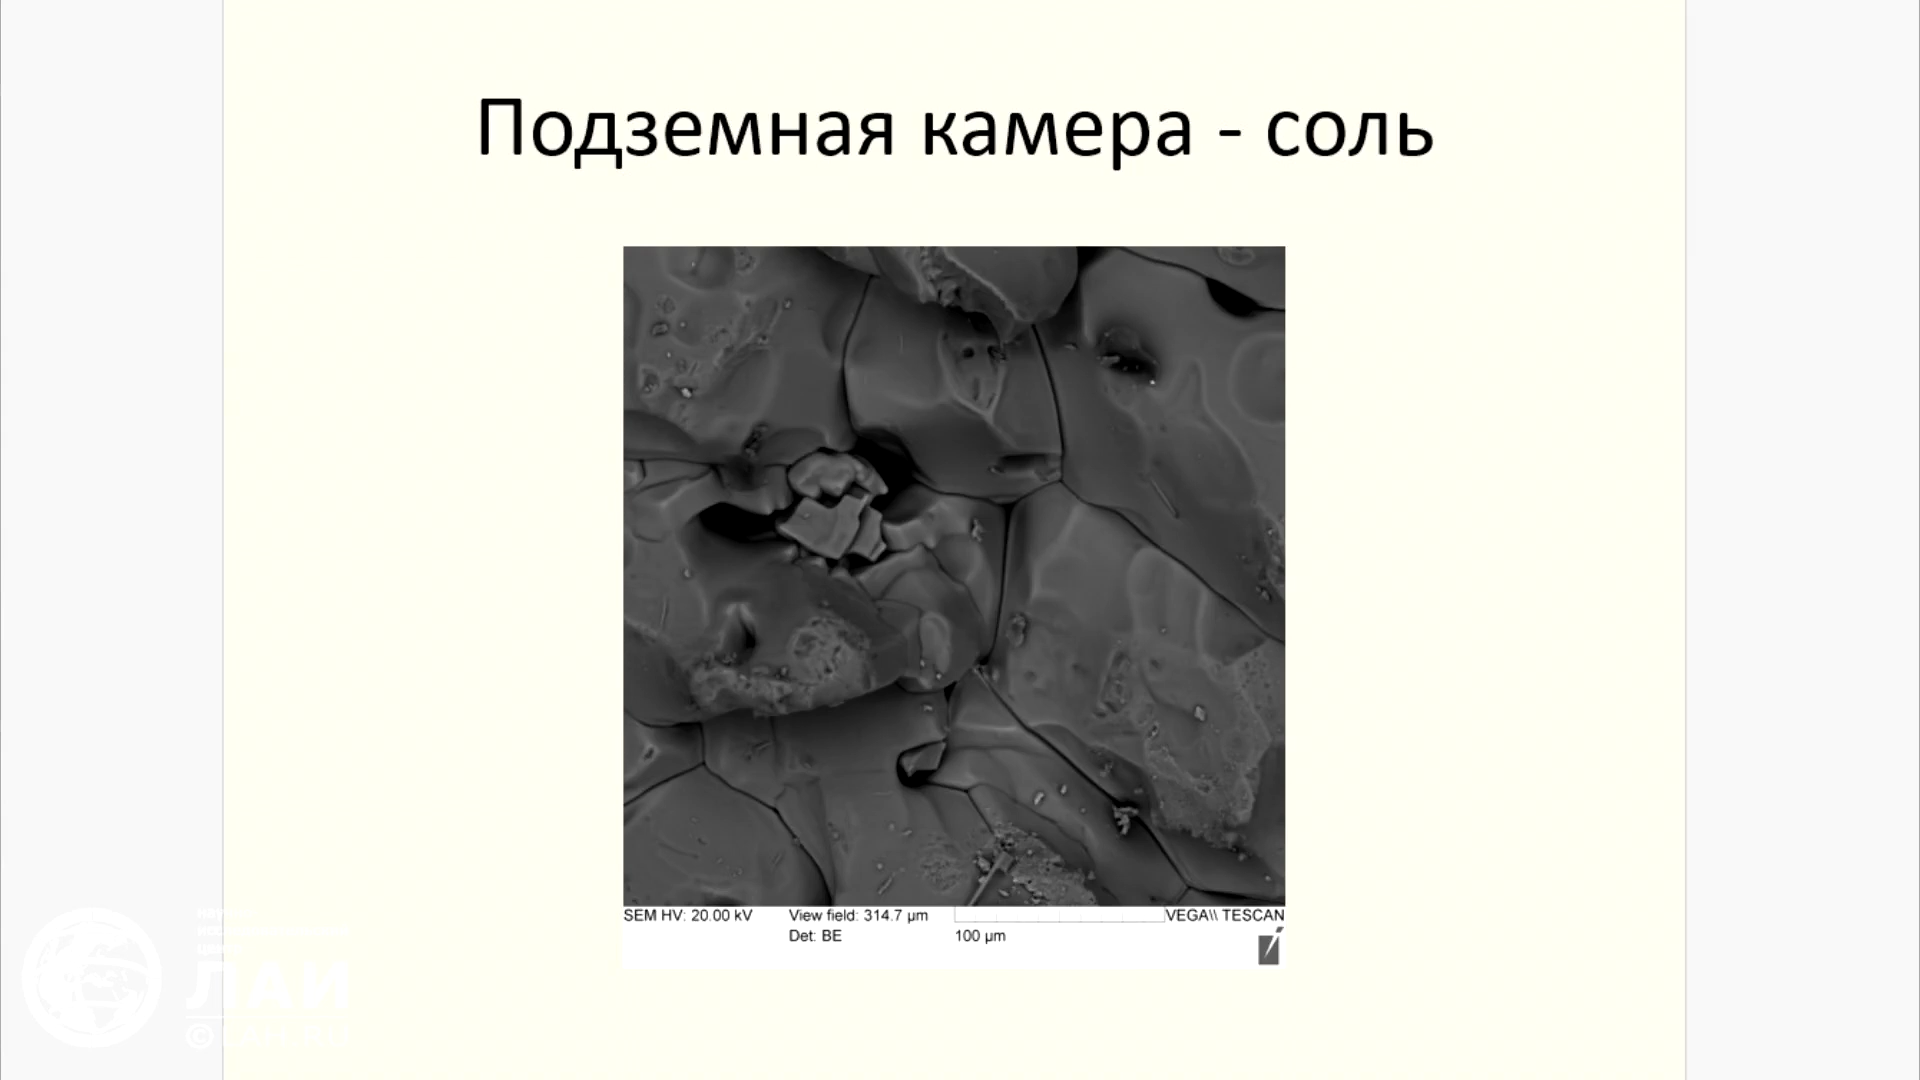 Подземная камера - соль
SEM HV: 20.00 kV
View field: 314.7 µm
VEGA\\ TESCAN
Det: BE
100 µm
ЛАИ